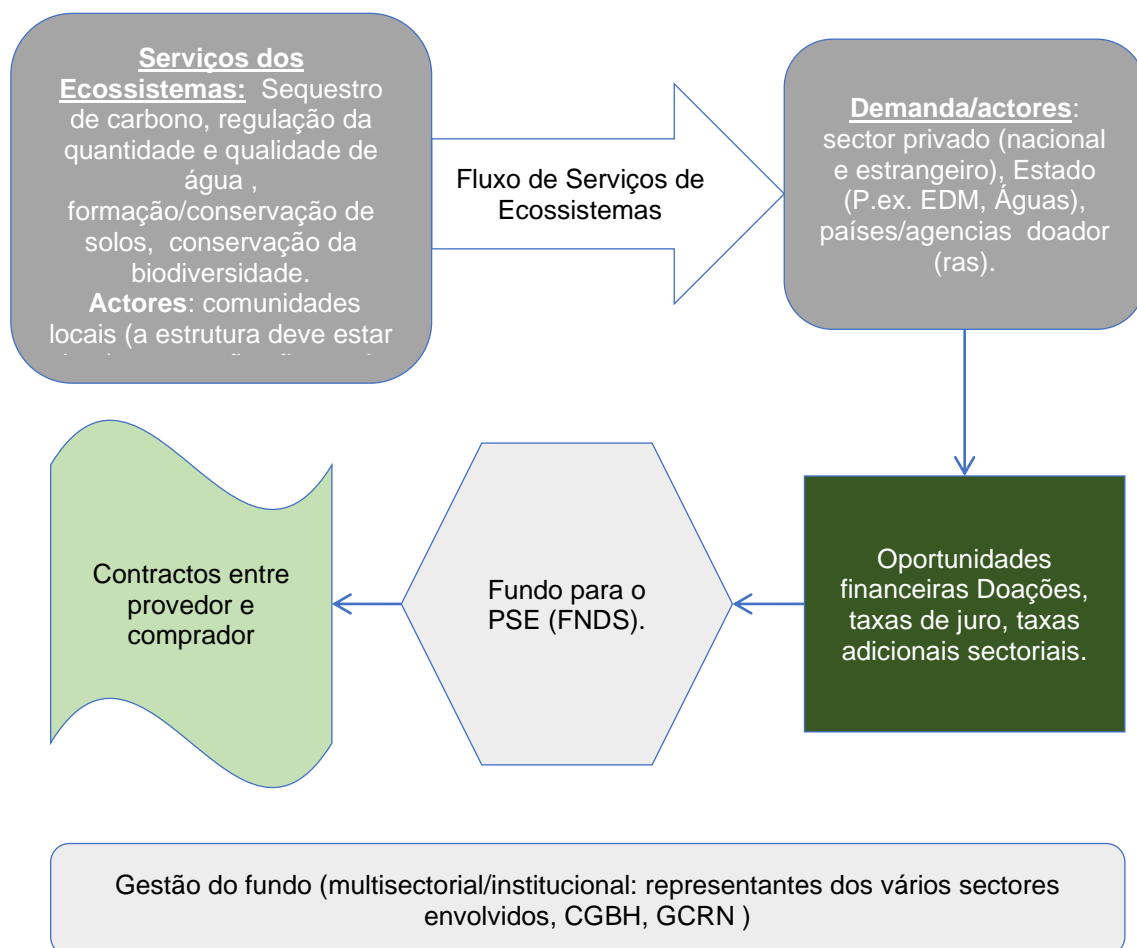 Serviços dos
Ecossistemas: Sequestro
de carbono, regulação da
quantidade e qualidade de
água ,
formação/conservação de
solos, conservação da
biodiversidade.
Actores: comunidades
locais (a estrutura deve estar
Fluxo de Serviços de
Ecossistemas
Demanda/actores:
sector privado (nacional
e estrangeiro), Estado
(P.ex. EDM, Águas),
países/agencias doador
(ras).
Contractos entre
provedor e
comprador
Fundo para o
PSE (FNDS).
Oportunidades
financeiras Doações,
taxas de juro, taxas
adicionais sectoriais.
Gestão do fundo (multisectorial/institucional: representantes dos vários sectores
envolvidos, CGBH, GCRN )